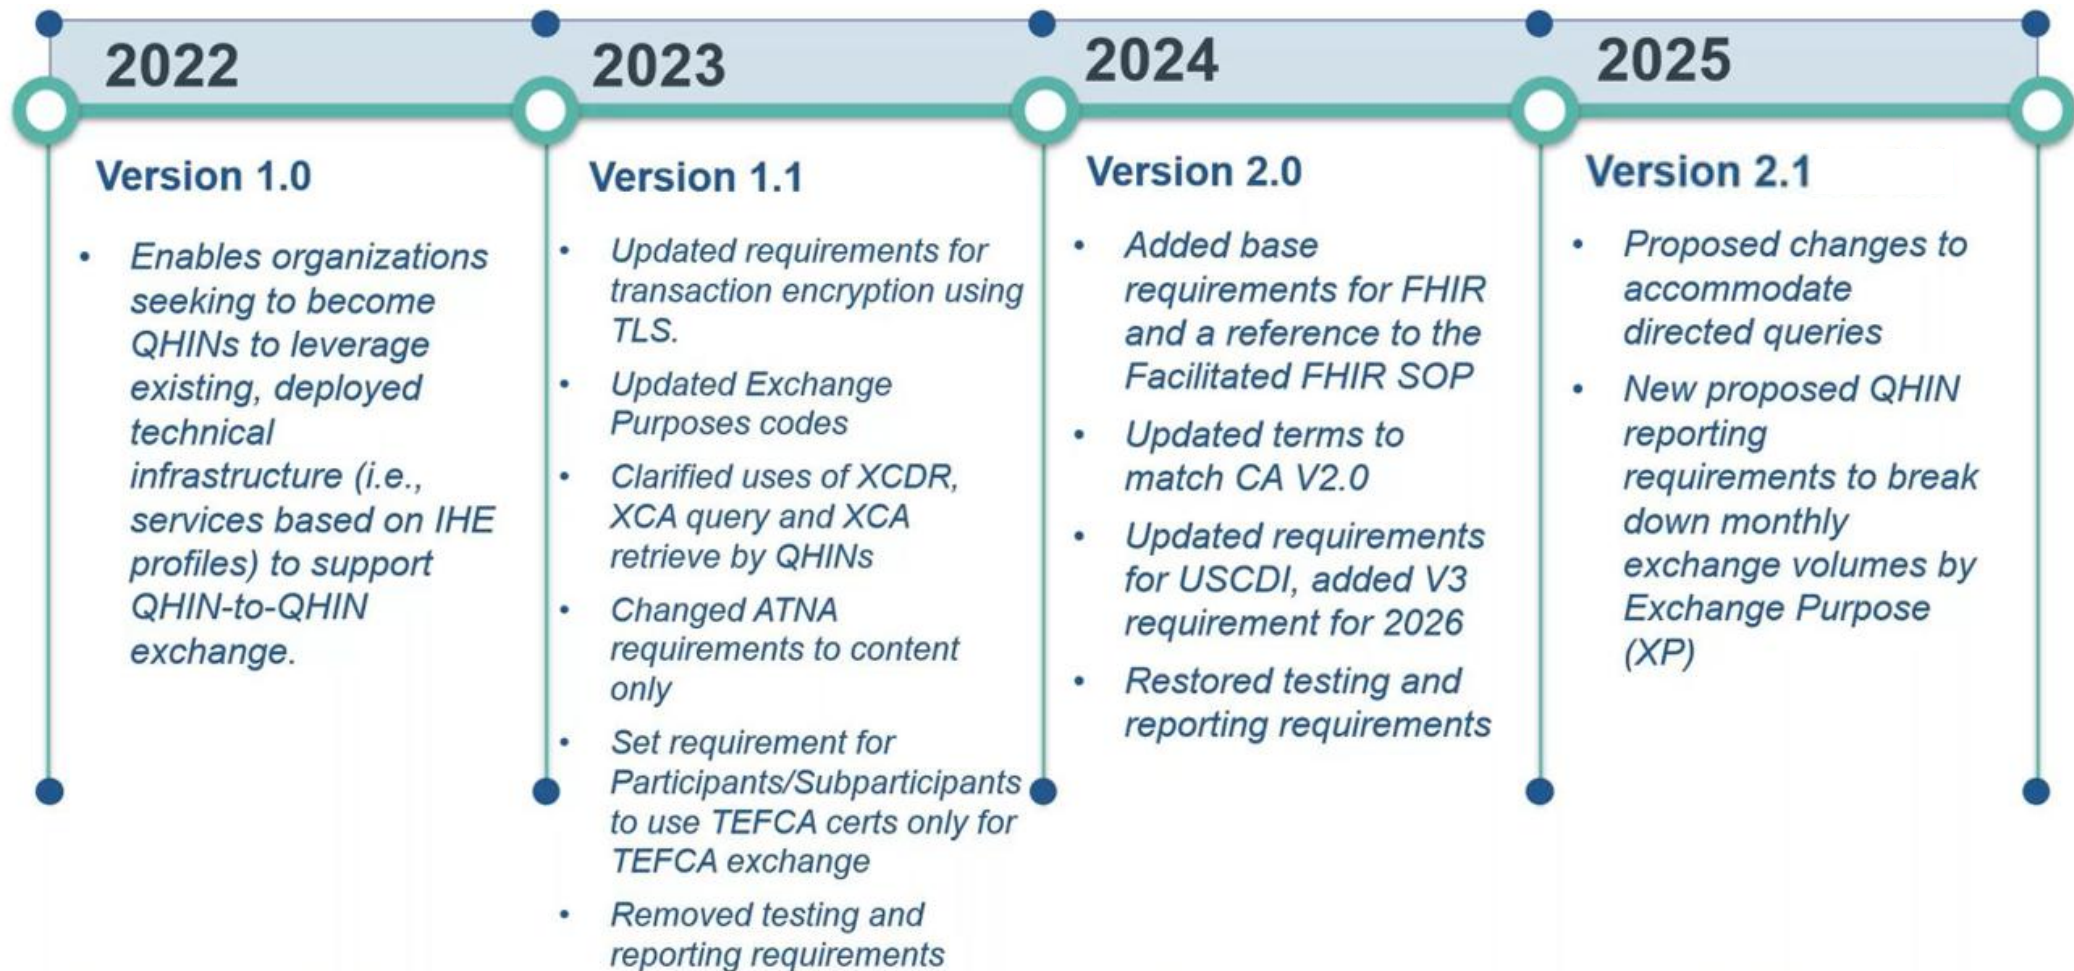 2022
Version 1.0
• Enables organizations
seeking to become
QHINs to leverage
existing, deployed
technical
infrastructure (i.e.,
services based on IHE
profiles) to support
QHIN-to-QHIN
exchange.
2023
Version 1.1
• Updated requirements for
transaction encryption using
TLS.
• Updated Exchange
Purposes codes
• Clarified uses of XCDR,
XCA query and XCA
retrieve by QHINs
• Changed ATNA
requirements to content
only
• Set requirement for
Participants/Subparticipants
to use TEFCA certs only for
TEFCA exchange
• Removed testing and
reporting requirements
2024
Version 2.0
• Added base
requirements for FHIR
and a reference to the
Facilitated FHIR SOP
• Updated terms to
match CA V2.0
• Updated requirements
for USCDI, added V3
requirement for 2026
• Restored testing and
reporting requirements
2025
Version 2.1
• Proposed changes to
accommodate
directed queries
• New proposed QHIN
reporting
requirements to break
down monthly
exchange volumes by
Exchange Purpose
(XP)